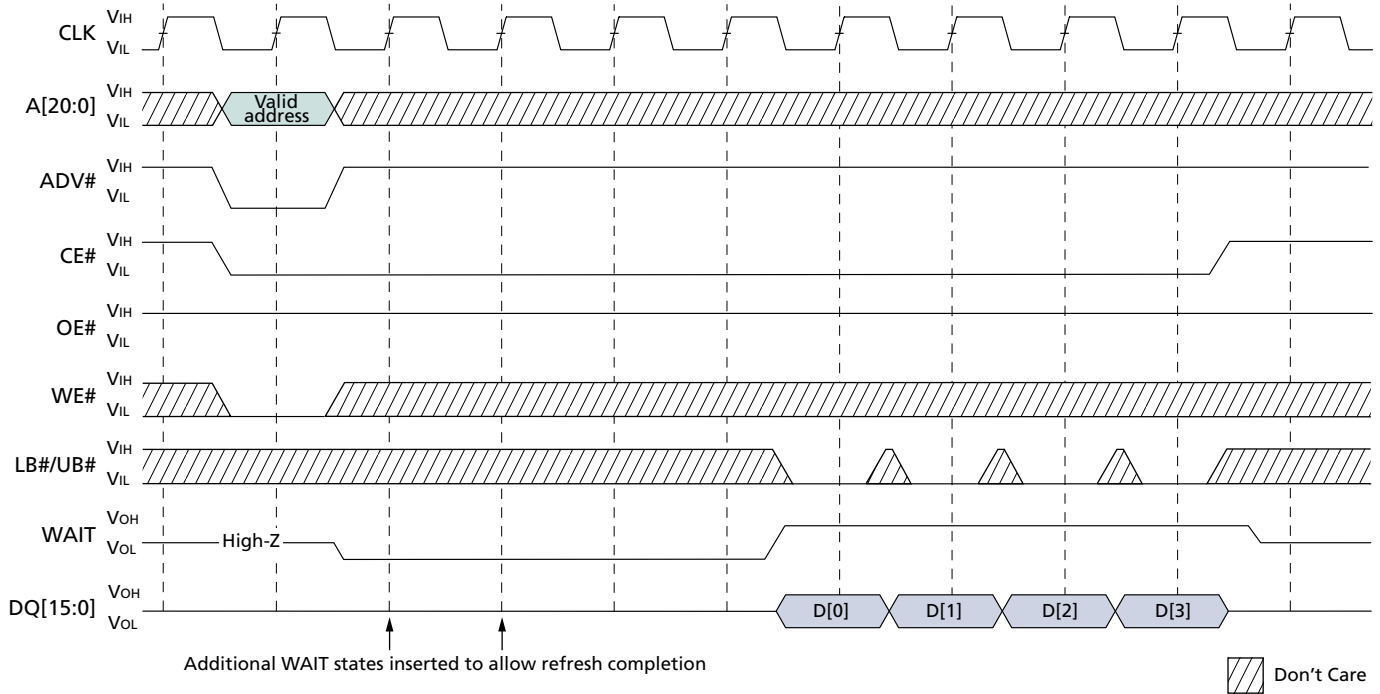 CLK
VIH
VIL
A[20:0]
VIH
VIL
Valid
address
ADV#
VIH
VIL
CE#
VIH
VIL
OE#
VIH
VIL
WE#
VIH
VIL
LB#/UB#
VIH
VIL
WAIT
VOH
VOL
High-Z
DQ[15:0]
VOH
VOL
D[0]
D[1]
D[2]
D[3]
Additional WAIT states inserted to allow refresh completion
Don't Care